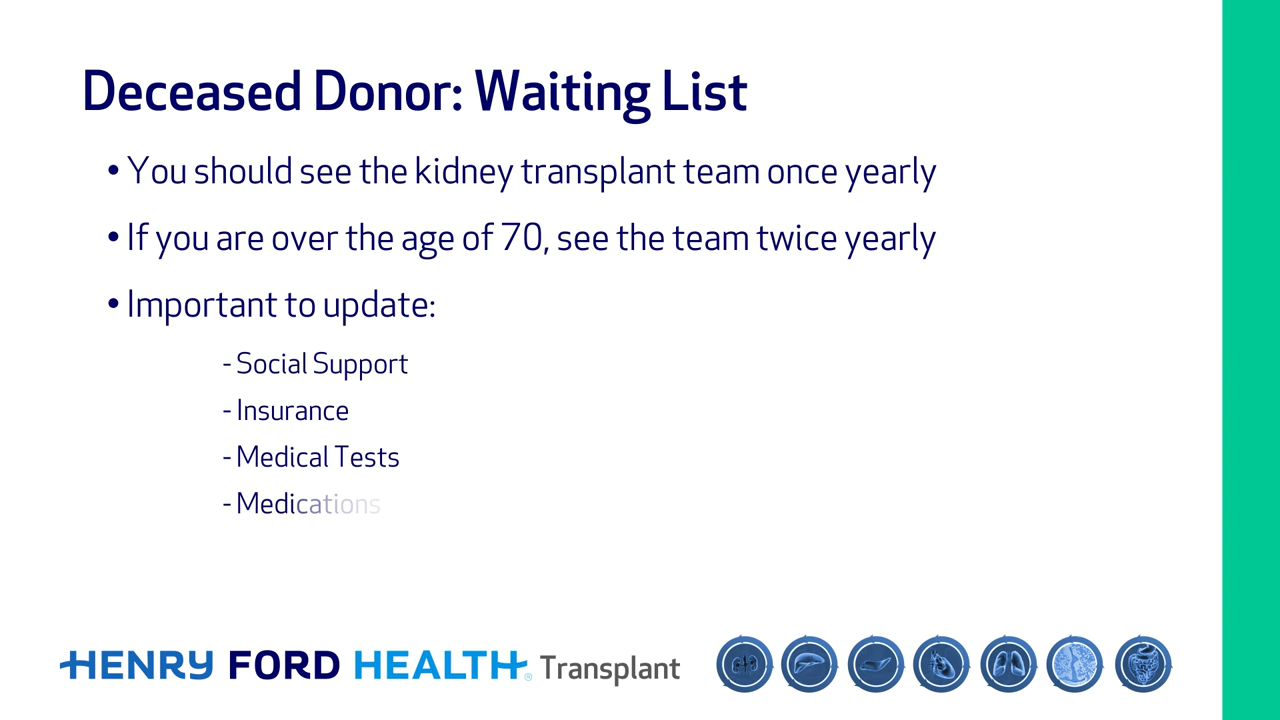 Deceased Donor: Waiting List
• You should see the kidney transplant team once yearly
• If you are over the age of 70, see the team twice yearly
• Important to update:
- Social Support
- Insurance
- Medical Tests
- Medications
HENRY FORD HEALTH® Transplant